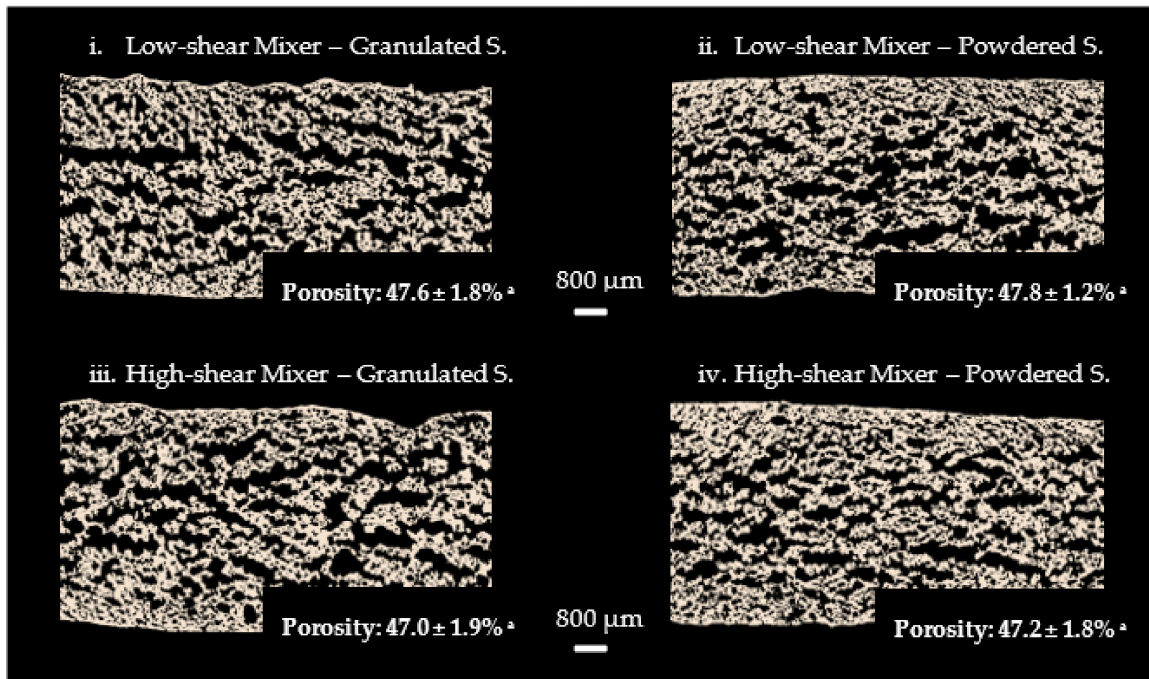 i. Low-shear Mixer – Granulated S.
ii. Low-shear Mixer – Powdered S.
Porosity: 47.6 ± 1.8% ª
800 µm
Porosity: 47.8 ± 1.2% ª
iii. High-shear Mixer – Granulated S.
iv. High-shear Mixer – Powdered S.
Porosity: 47.0 ± 1.9% ª
800 µm
Porosity: 47.2 ± 1.8% ª